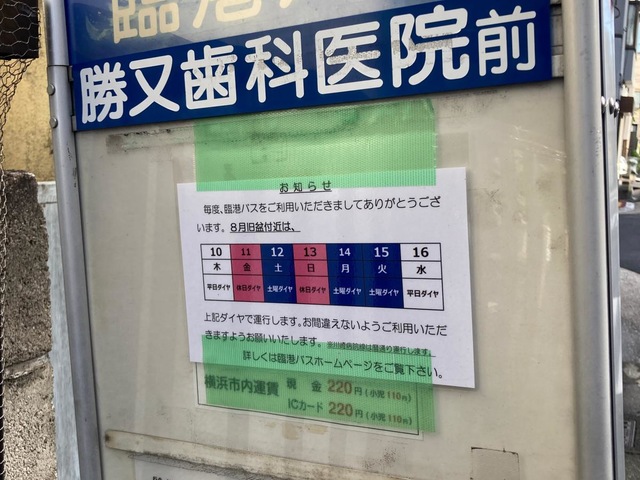 臨港
勝又歯科医院前
お知らせ
毎度、臨港バスをご利用いただきましてありがとうござ
います。8月旧盆付近は、
10 11 12 13 14 15 16
木 金 土 日 月 火 水
平日ダイヤ 休日ダイヤ 土曜ダイヤ 休日ダイヤ 土曜ダイヤ 土曜ダイヤ 平日ダイヤ
上記ダイヤで運行します。お間違えないようご利用いただ
きますようお願いいたします。
詳しくは臨港バスホームページをご覧下さい。
横浜市内運賃 現金 220円(小児110円)
ICカード 220円(小児110円)